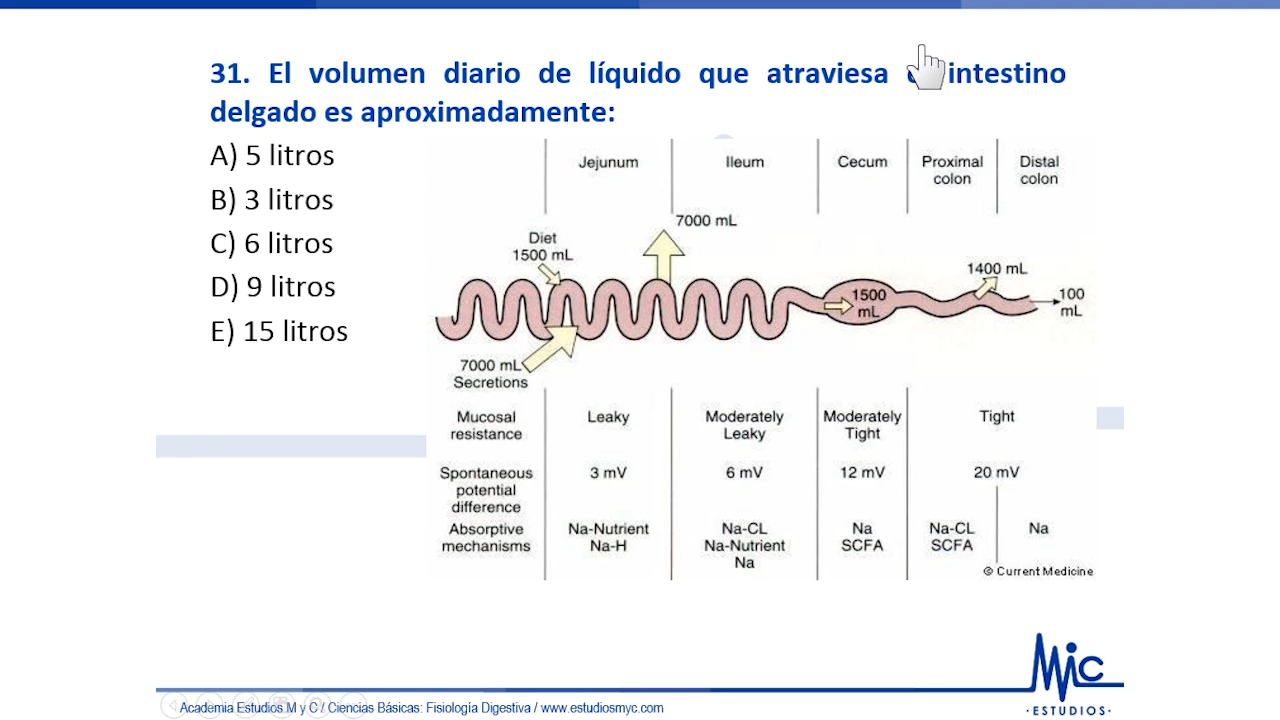 31. El volumen diario de líquido que atraviesa intestino
delgado es aproximadamente:
A) 5 litros
B) 3 litros
C) 6 litros
D) 9 litros
E) 15 litros
Jejunum
Ileum
Cecum
Proximal
colon
Distal
colon
7000 mL
Diet
1500 mL
1400 mL
1500
mL
100
mL
7000 mL
Secretions
Mucosal
resistance
Leaky
Moderately
Leaky
Moderately
Tight
Tight
Spontaneous
potential
difference
3 mV
6 mV
12 mV
20 mV
Absorptive
mechanisms
Na-Nutrient
Na-H
Na-CL
Na-Nutrient
Na
Na
SCFA
Na-CL
SCFA
Na
© Current Medicine
MiC
·ESTUDIOS·
Academia Estudios M y C / Ciencias Básicas: Fisiología Digestiva / www.estudiosmyc.com